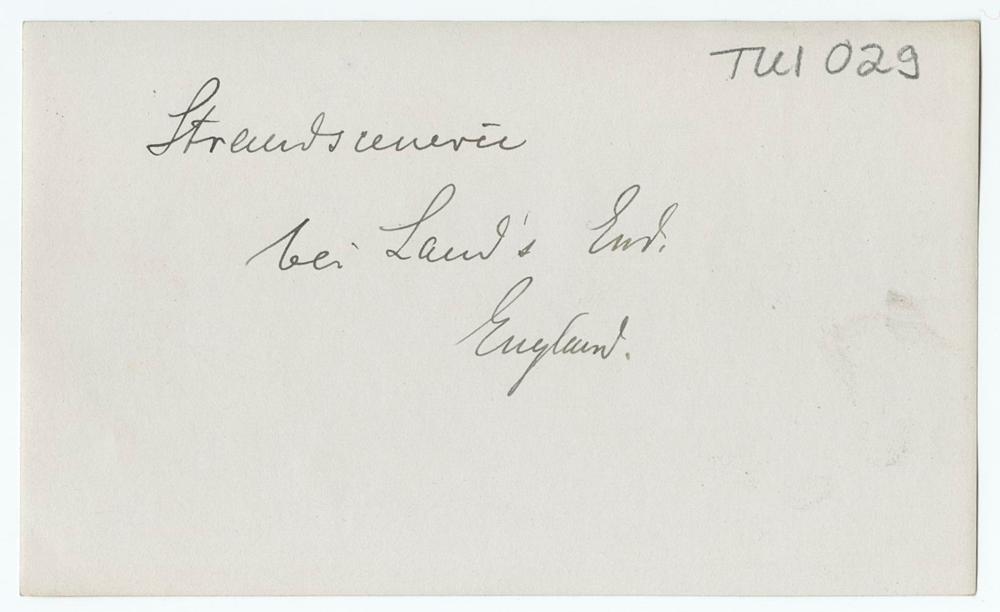 TU1 029
Strandscenerie
bei Land's End.
England.